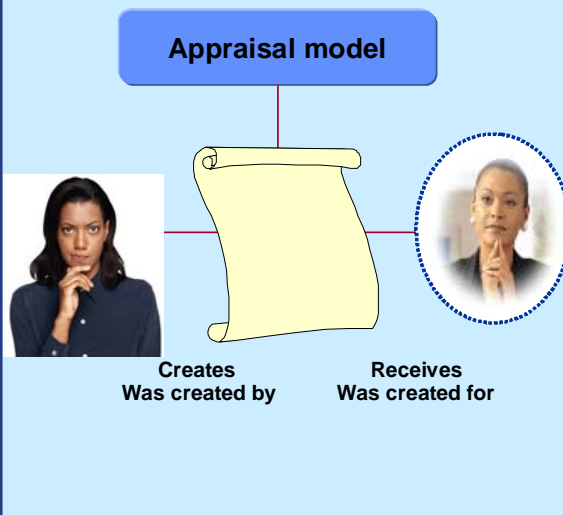 Appraisal model
Creates
Was created by
Receives
Was created for